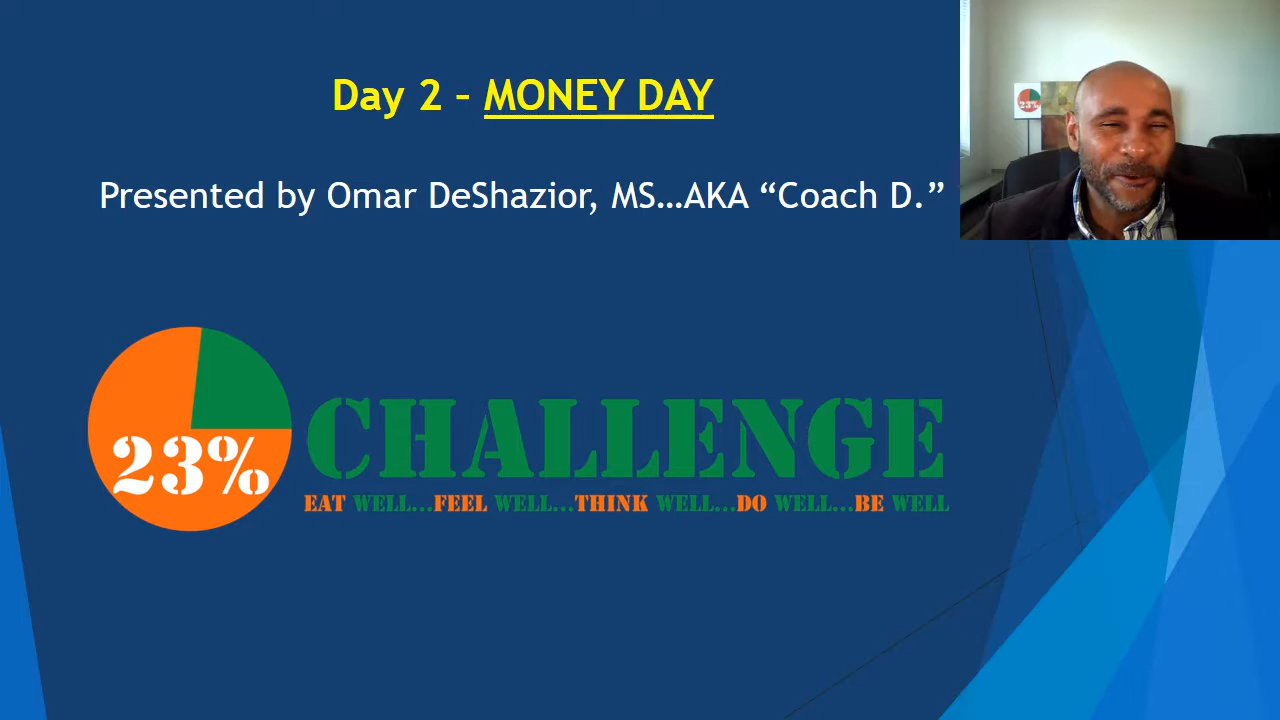 Day 2 – MONEY DAY
Presented by Omar DeShazior, MS…AKA “Coach D.”
23%
CHALLENGE
EAT WELL...FEEL WELL...THINK WELL...DO WELL...BE WELL